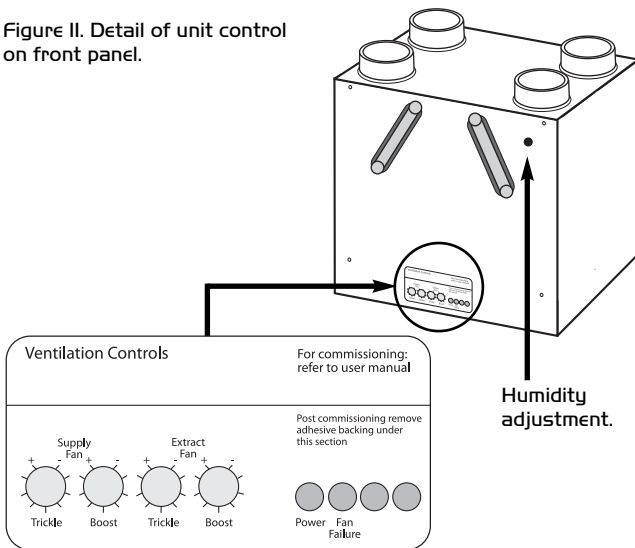 Figure II. Detail of unit control
on front panel.
Ventilation Controls
For commissioning:
refer to user manual
Post commissioning remove
adhesive backing under
this section
Supply
Fan
Extract
Fan
+ - + - + - + -
Trickle Boost Trickle Boost
Power Fan
Failure
Humidity
adjustment.